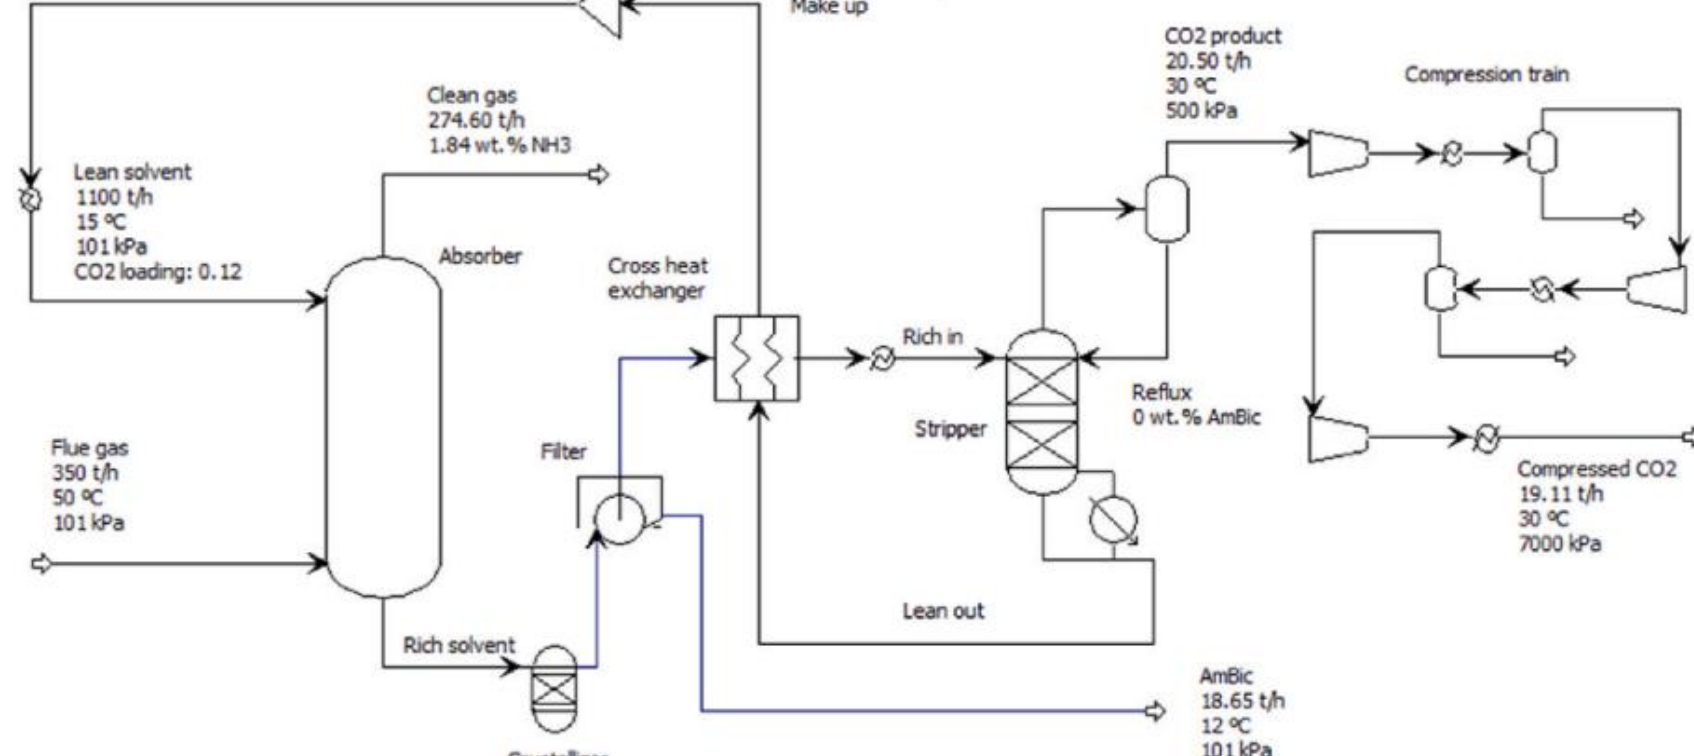 Make up
CO2 product
20.50 t/h
30 ºC
500 kPa
Compression train
Clean gas
274.60 t/h
1.84 wt.% NH3
Lean solvent
1100 t/h
15 ºC
101 kPa
CO2 loading: 0.12
Absorber
Cross heat
exchanger
Rich in
Reflux
0 wt.% AmBic
Stripper
Filter
Flue gas
350 t/h
50 ºC
101 kPa
Compressed CO2
19.11 t/h
30 ºC
7000 kPa
Lean out
Rich solvent
AmBic
18.65 t/h
12 ºC
101 kPa